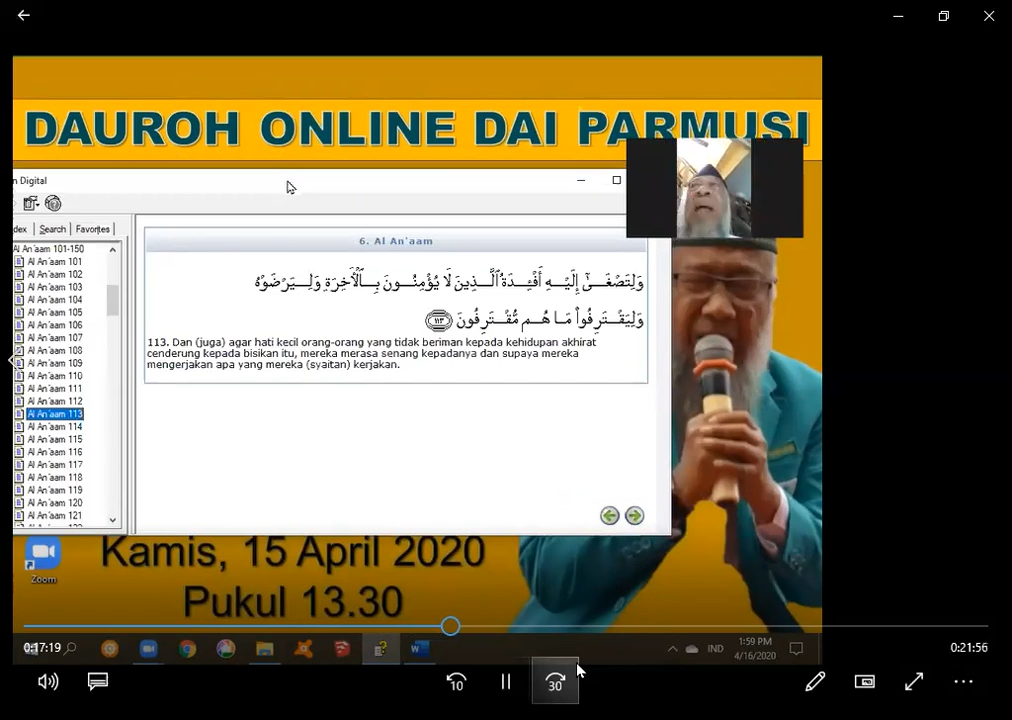 DAUROH ONLINE DAI PARMUSI
n Digital
dex Search Favorites
Al An'aam 101-150
Al An'aam 101
Al An'aam 102
Al An'aam 103
Al An'aam 104
Al An'aam 105
Al An'aam 106
Al An'aam 107
Al An'aam 108
Al An'aam 109
Al An'aam 110
Al An'aam 111
Al An'aam 112
Al An'aam 113
Al An'aam 114
Al An'aam 115
Al An'aam 116
Al An'aam 117
Al An'aam 118
Al An'aam 119
Al An'aam 120
Al An'aam 121
6. Al An'aam
وَلِتَصْغَىٰٓ إِلَيْهِ أَفْـِٔدَةُ ٱلَّذِينَ لَا يُؤْمِنُونَ بِٱلْأَخِرَةِ وَلِيَرْضَوْهُ
وَلِيَقْتَرِفُوا۟ مَا هُم مُّقْتَرِفُونَ ١١٣
113. Dan (juga) agar hati kecil orang-orang yang tidak beriman kepada kehidupan akhirat
cenderung kepada bisikan itu, mereka merasa senang kepadanya dan supaya mereka
mengerjakan apa yang mereka (syaitan) kerjakan.
Zoom
Kamis, 15 April 2020
Pukul 13.30
0:17:19
0:21:56
IND
1:59 PM
4/16/2020
10
30